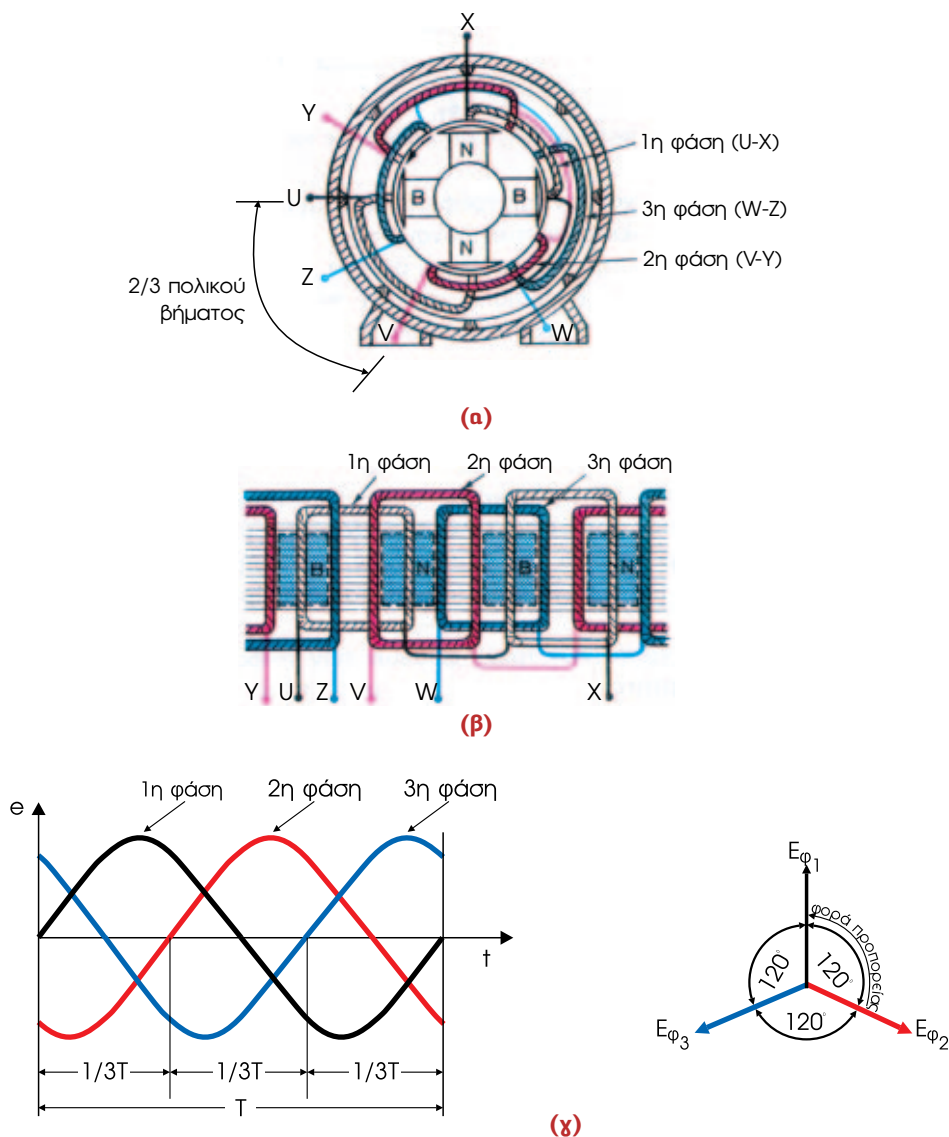 X
Y
N
1η φάση (U-X)
U
B
B
3η φάση (W-Z)
N
2η φάση (V-Y)
Z
2/3 πολικού
βήματος
V
W
(α)
1η φάση
2η φάση
3η φάση
B
N
B
N
Y
U
Z
V
W
X
(β)
1η φάση
2η φάση
3η φάση
e
t
1/3T
1/3T
1/3T
T
Eφ1
φορά προπορείας
120°
120°
120°
Eφ3
Eφ2
(γ)